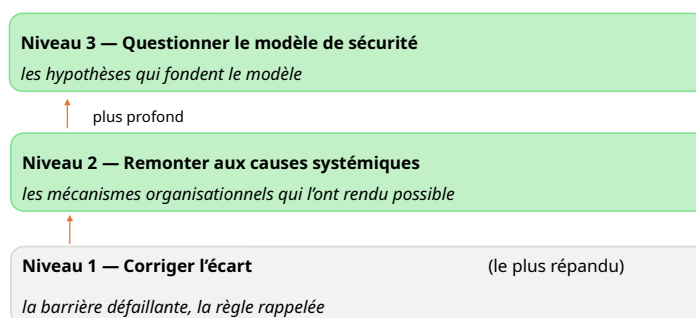 Niveau 3 — Questionner le modèle de sécurité
les hypothèses qui fondent le modèle
plus profond
Niveau 2 — Remonter aux causes systémiques
les mécanismes organisationnels qui l’ont rendu possible
Niveau 1 — Corriger l’écart (le plus répandu)
la barrière défaillante, la règle rappelée